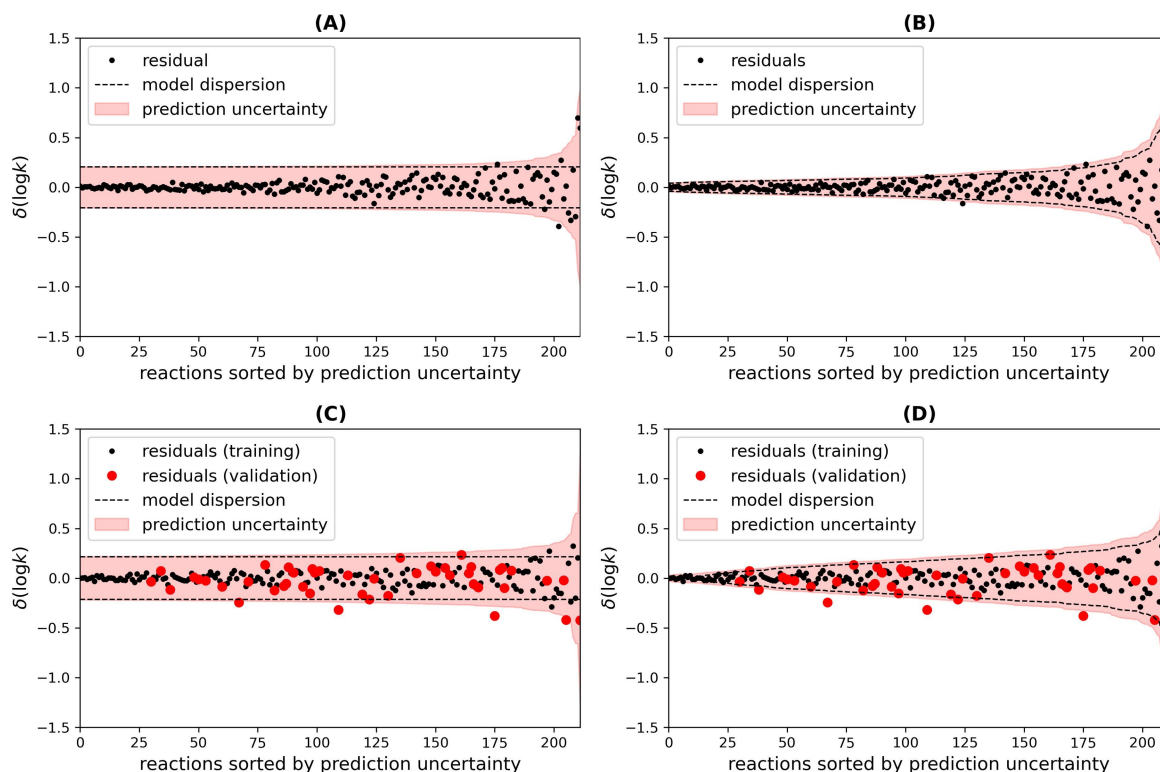 (A)
1.5
1.0
0.5
0.0
−0.5
−1.0
−1.5
δ(logk)
residual
model dispersion
prediction uncertainty
0 25 50 75 100 125 150 175 200
reactions sorted by prediction uncertainty
(B)
1.5
1.0
0.5
0.0
−0.5
−1.0
−1.5
δ(logk)
residuals
model dispersion
prediction uncertainty
0 25 50 75 100 125 150 175 200
reactions sorted by prediction uncertainty
(C)
1.5
1.0
0.5
0.0
−0.5
−1.0
−1.5
δ(logk)
residuals (training)
residuals (validation)
model dispersion
prediction uncertainty
0 25 50 75 100 125 150 175 200
reactions sorted by prediction uncertainty
(D)
1.5
1.0
0.5
0.0
−0.5
−1.0
−1.5
δ(logk)
residuals (training)
residuals (validation)
model dispersion
prediction uncertainty
0 25 50 75 100 125 150 175 200
reactions sorted by prediction uncertainty